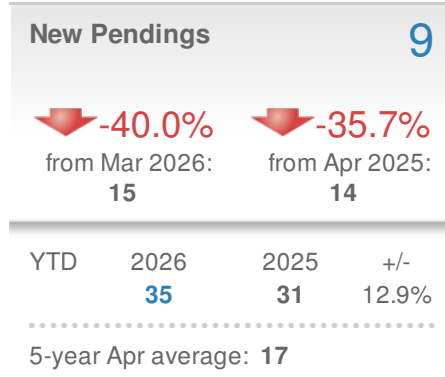 New Pendings 9
-40.0% -35.7%
from Mar 2026: from Apr 2025:
15 14
YTD 2026 2025 +/-
35 31 12.9%
5-year Apr average: 17